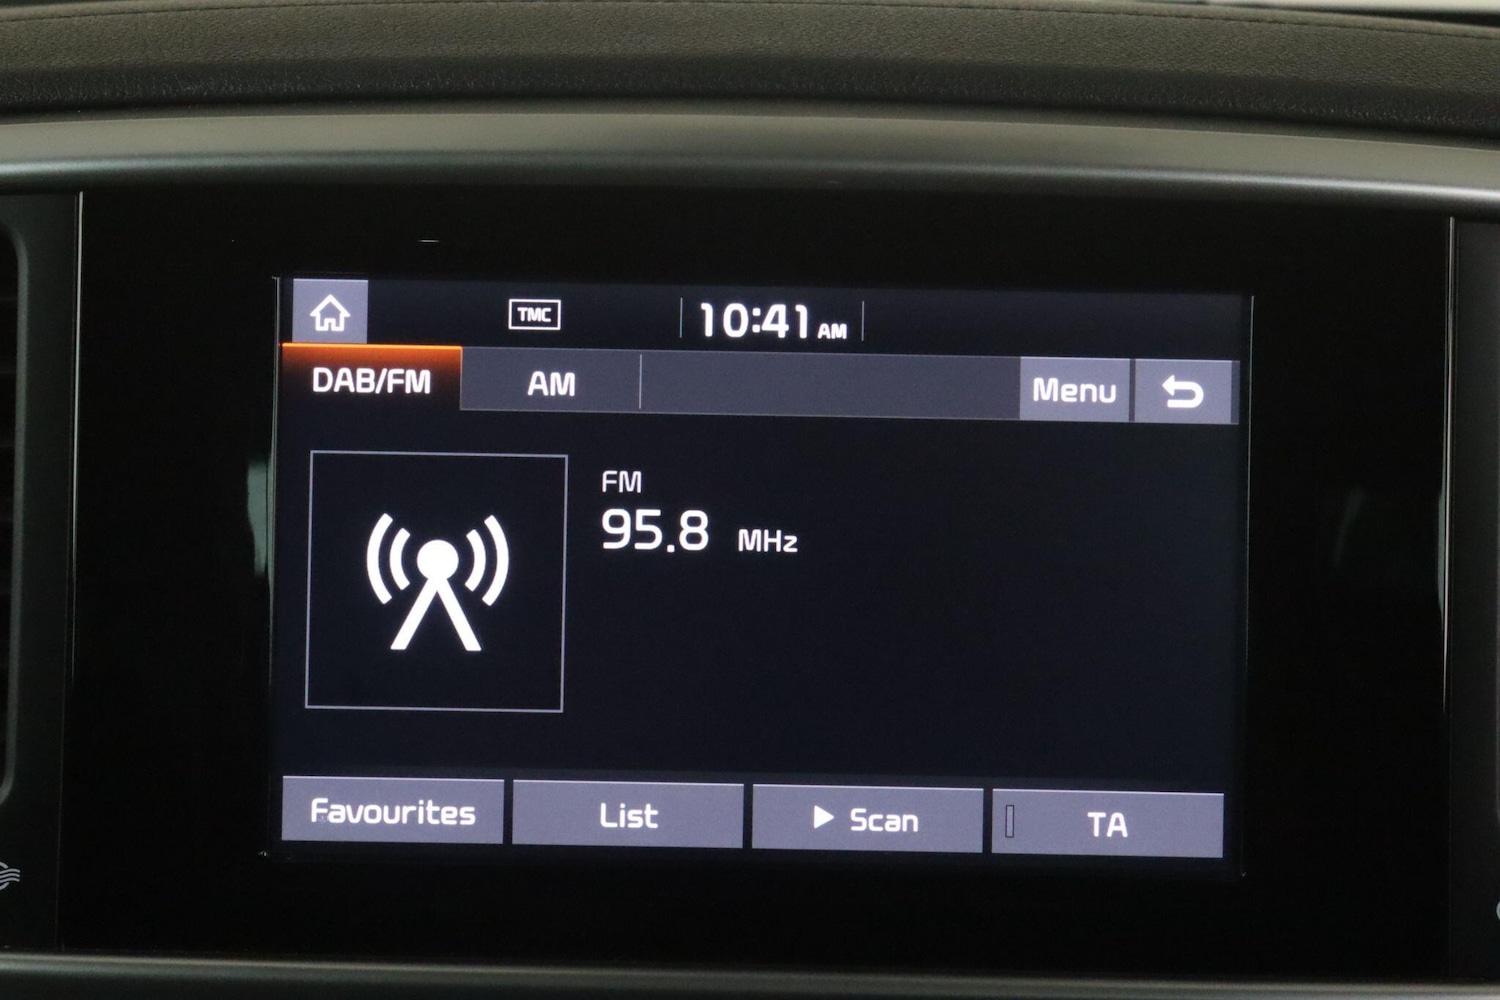 TMC
10:41 AM
DAB/FM AM Menu
FM
95.8 MHz
Favourites List Scan TA